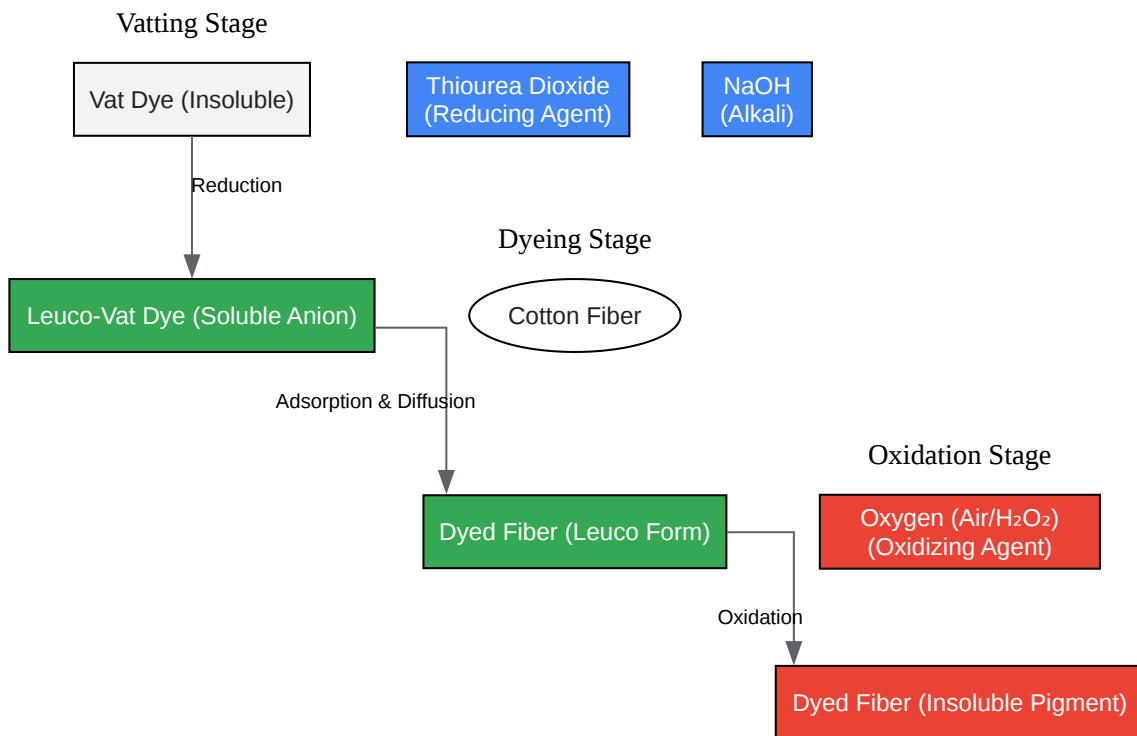 Vatting Stage
Vat Dye (Insoluble)
Thiourea Dioxide
(Reducing Agent)
NaOH
(Alkali)
Reduction
Dyeing Stage
Leuco-Vat Dye (Soluble Anion)
Cotton Fiber
Adsorption & Diffusion
Oxidation Stage
Dyed Fiber (Leuco Form)
Oxygen (Air/H₂O₂)
(Oxidizing Agent)
Oxidation
Dyed Fiber (Insoluble Pigment)